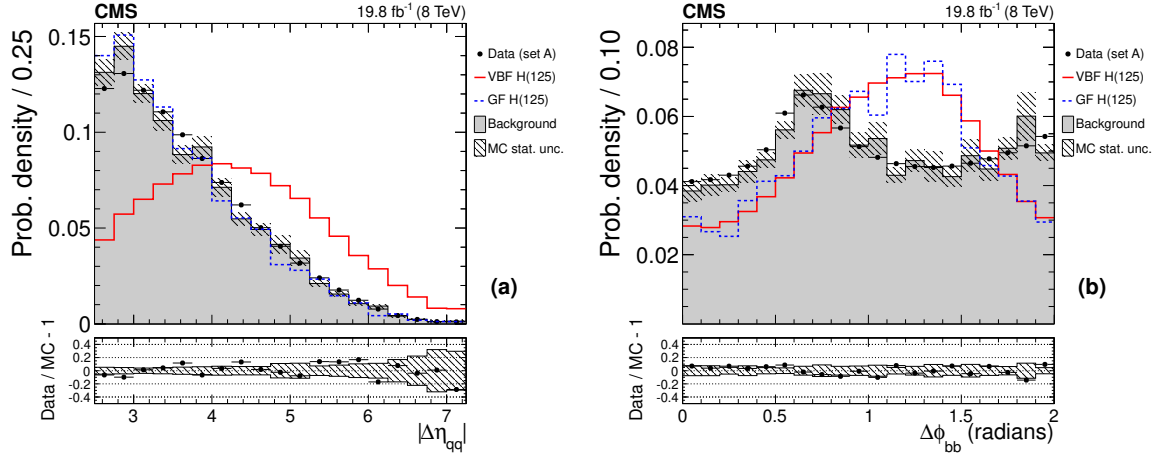 CMS 19.8 fb⁻¹ (8 TeV)
Prob. density / 0.25
0.15
0.1
0.05
0
Data (set A)
VBF H(125)
GF H(125)
Background
MC stat. unc.
(a)
Data / MC - 1
0.4
0.2
0
-0.2
-0.4
3 4 5 6 7
|Δη_qq|
CMS 19.8 fb⁻¹ (8 TeV)
Prob. density / 0.10
0.08
0.06
0.04
0.02
Data (set A)
VBF H(125)
GF H(125)
Background
MC stat. unc.
(b)
Data / MC - 1
0.4
0.2
0
-0.2
-0.4
0 0.5 1 1.5 2
Δϕ_bb (radians)